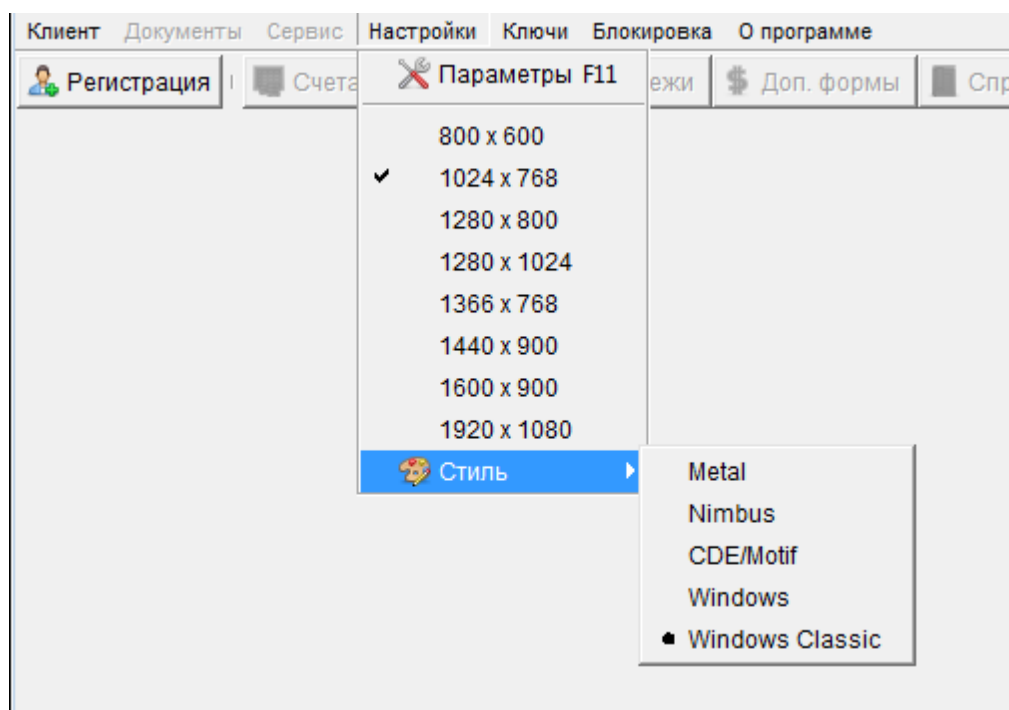 Клиент Документы Сервис Настройки Ключи Блокировка О программе
Регистрация Счета Параметры F11 ежи Доп. формы Спр
800 x 600
1024 x 768
1280 x 800
1280 x 1024
1366 x 768
1440 x 900
1600 x 900
1920 x 1080
Стиль Metal
Nimbus
CDE/Motif
Windows
Windows Classic